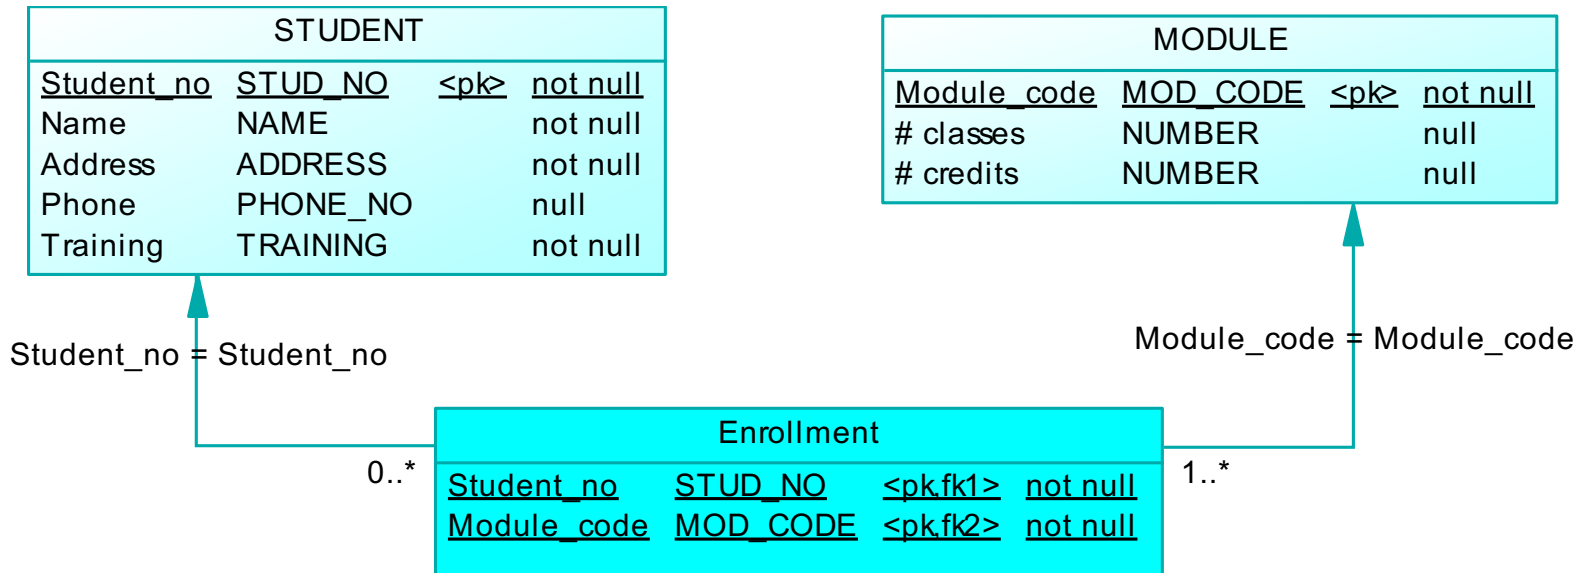 STUDENT
Student_no STUD_NO <pk> not null
Name NAME not null
Address ADDRESS not null
Phone PHONE_NO null
Training TRAINING not null
MODULE
Module_code MOD_CODE <pk> not null
# classes NUMBER null
# credits NUMBER null
Student_no = Student_no
Module_code = Module_code
0..*
1..*
Enrollment
Student_no STUD_NO <pk,fk1> not null
Module_code MOD_CODE <pk,fk2> not null